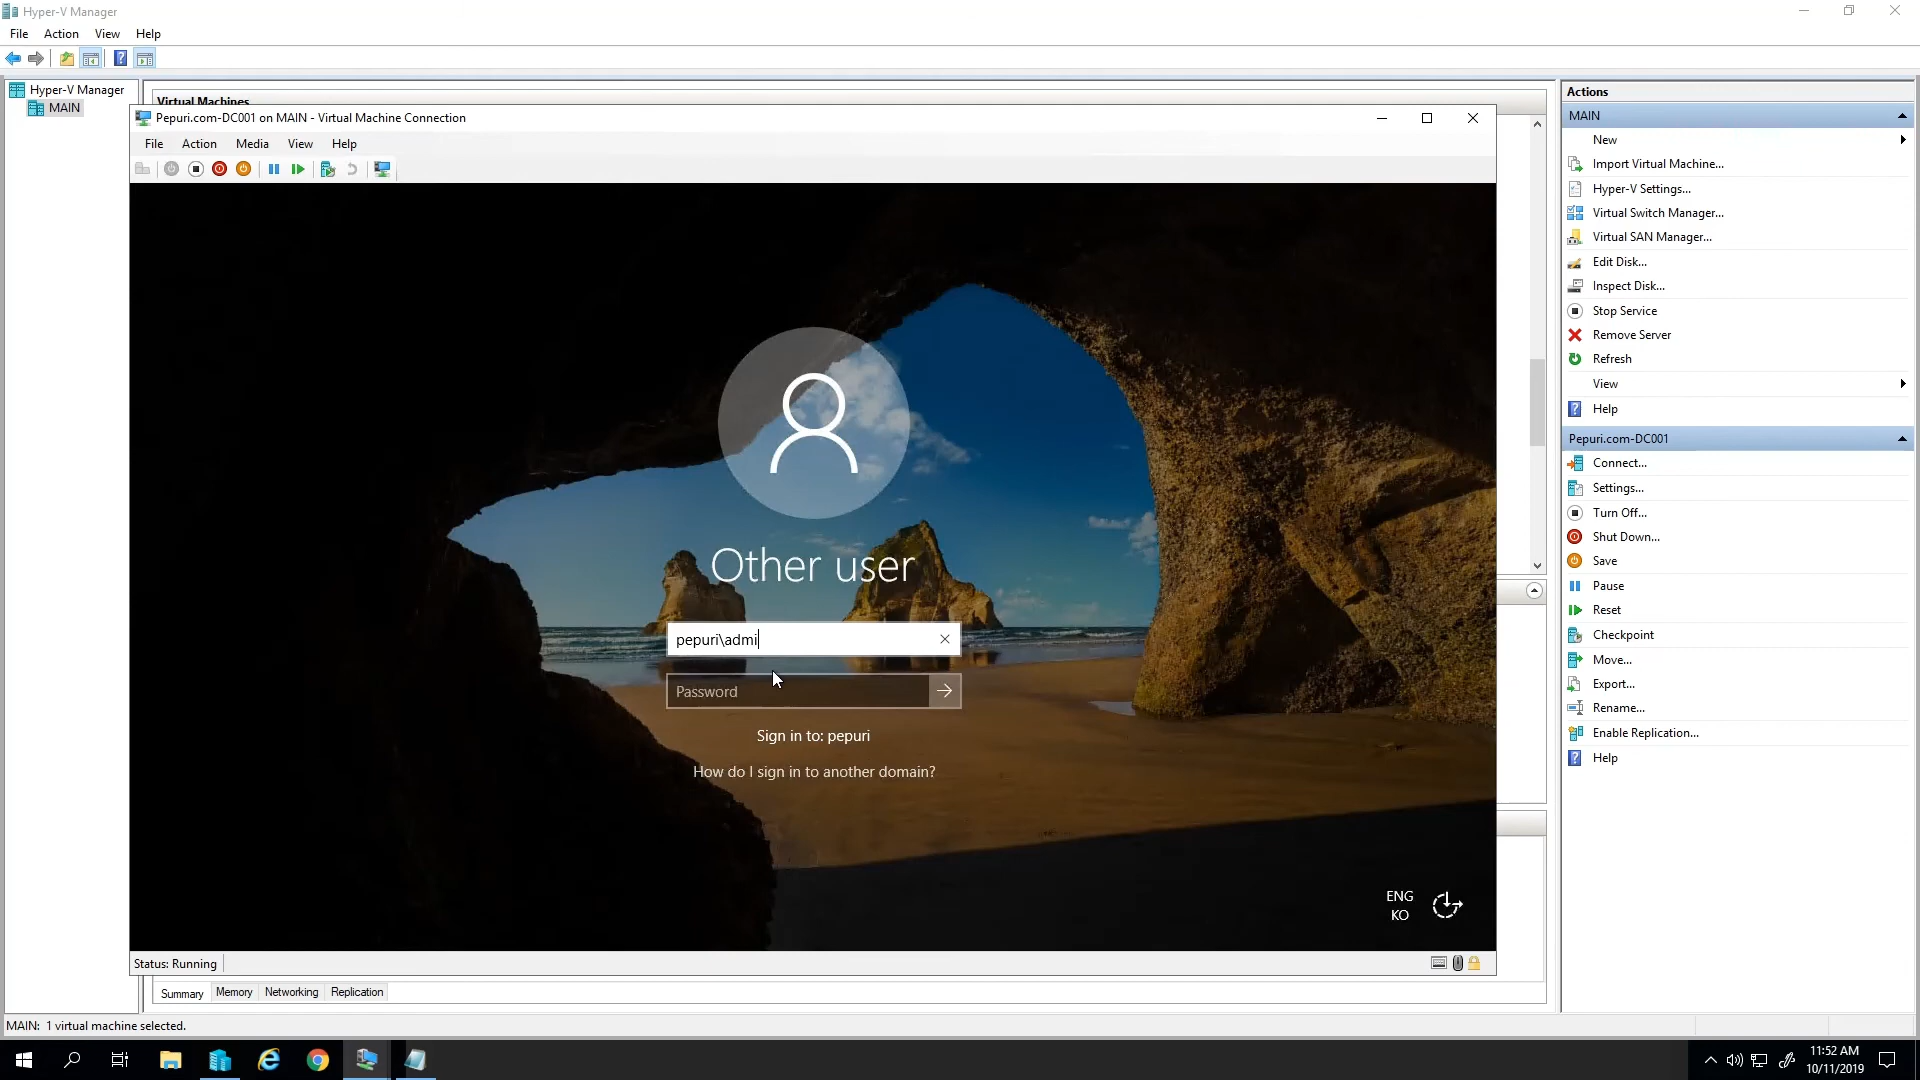 Hyper-V Manager
File Action View Help
Hyper-V Manager
MAIN
Virtual Machines
Pepuri.com-DC001 on MAIN - Virtual Machine Connection
File Action Media View Help
Other user
pepuri\admi
Password
Sign in to: pepuri
How do I sign in to another domain?
ENG
KO
Status: Running
Summary Memory Networking Replication
Actions
MAIN
New
Import Virtual Machine...
Hyper-V Settings...
Virtual Switch Manager...
Virtual SAN Manager...
Edit Disk...
Inspect Disk...
Stop Service
Remove Server
Refresh
View
Help
Pepuri.com-DC001
Connect...
Settings...
Turn Off...
Shut Down...
Save
Pause
Reset
Checkpoint
Move...
Export...
Rename...
Enable Replication...
Help
MAIN: 1 virtual machine selected.
11:52 AM
10/11/2019